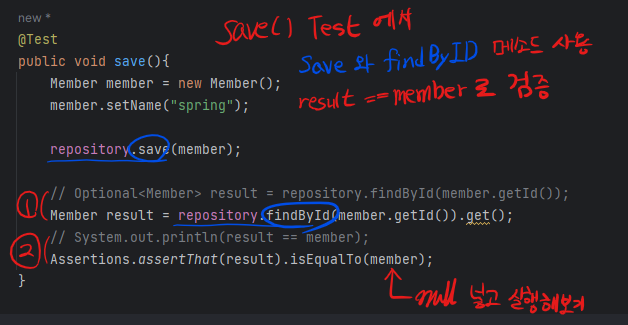 new *
Save() Test 에서
@Test
Save 와 findByID 메소드 사용
public void save(){
result == member 로 검증
Member member = new Member();
member.setName("spring");
repository.save(member);
// Optional<Member> result = repository.findById(member.getId());
① Member result = repository.findById(member.getId()).get();
// System.out.println(result == member);
② Assertions.assertThat(result).isEqualTo(member);
null 넣고 실행해보기
}